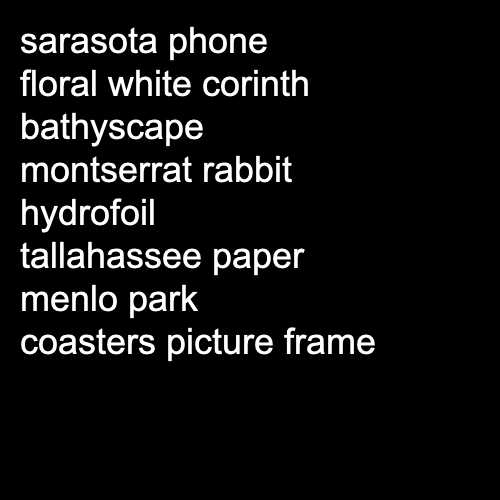 sarasota phone
floral white corinth
bathyscape
montserrat rabbit
hydrofoil
tallahassee paper
menlo park
coasters picture frame